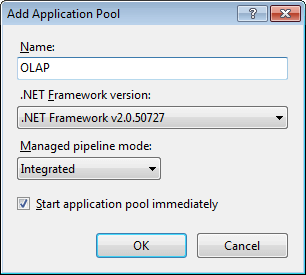 Add Application Pool
Name:
OLAP
.NET Framework version:
.NET Framework v2.0.50727
Managed pipeline mode:
Integrated
Start application pool immediately
OK Cancel